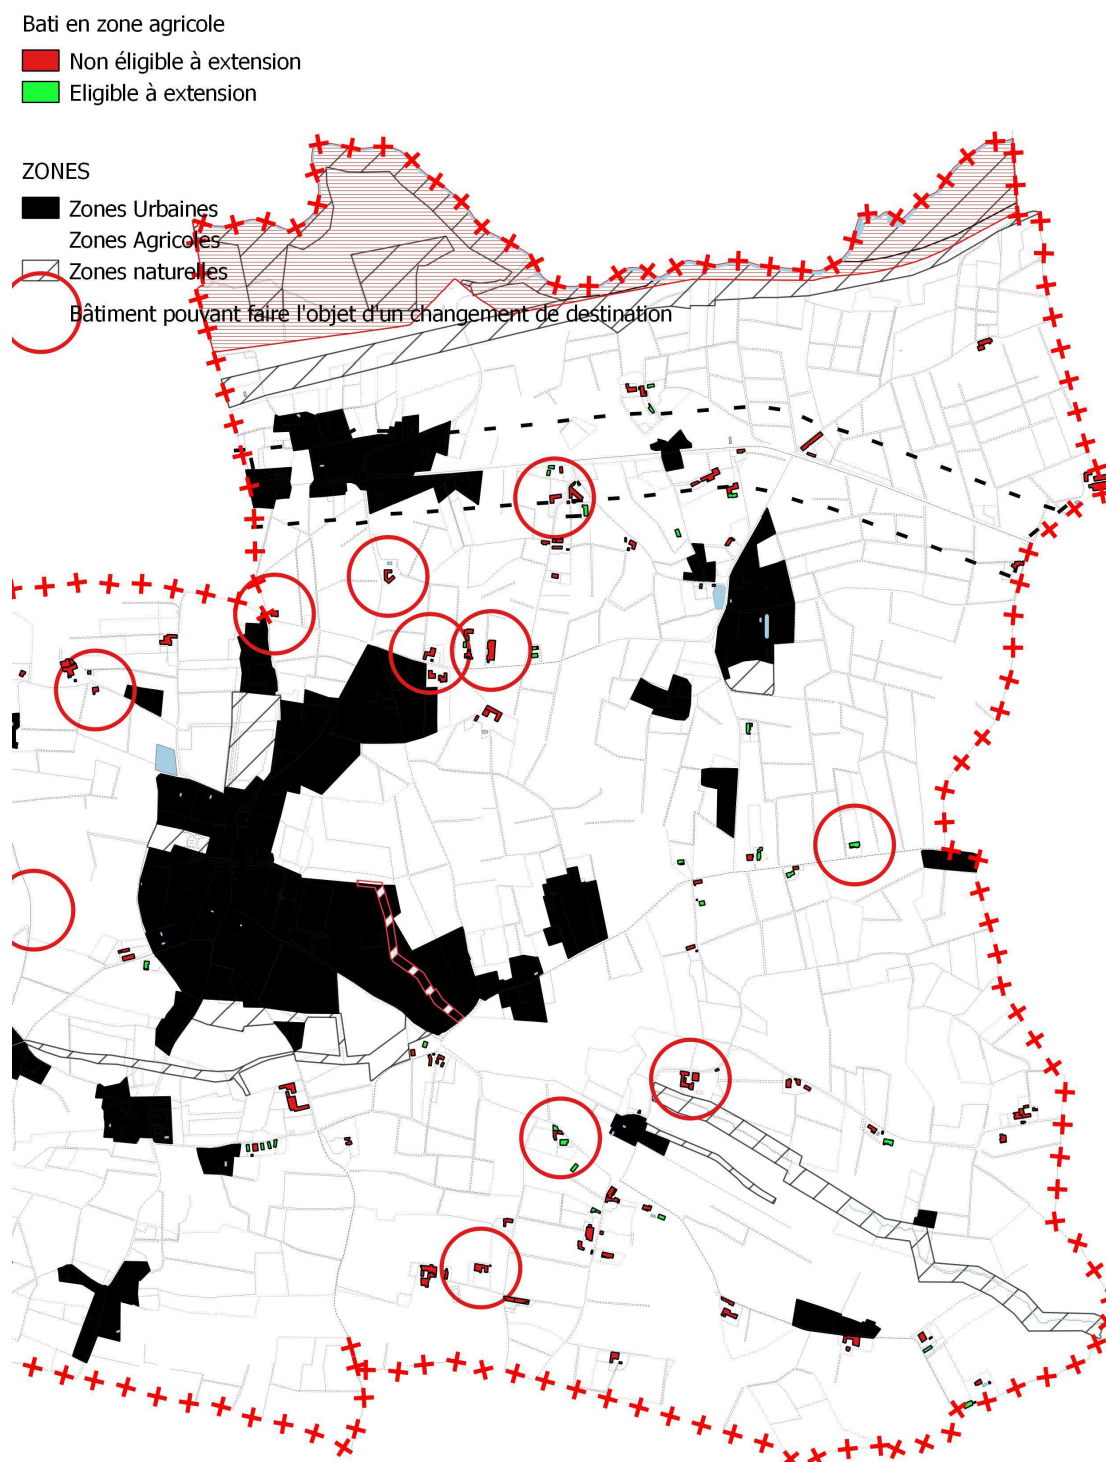 Bati en zone agricole
Non éligible à extension
Eligible à extension
ZONES
Zones Urbaines
Zones Agricoles
Zones naturelles
Bâtiment pouvant faire l'objet d'un changement de destination